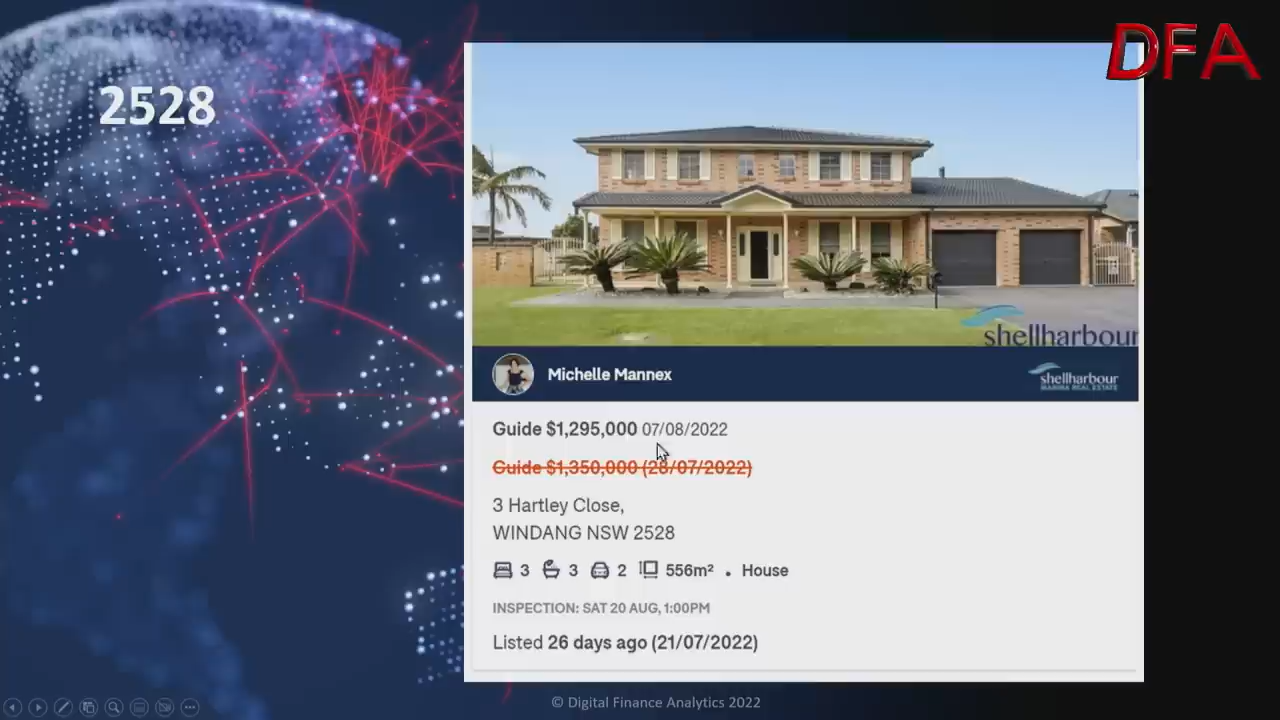 2528
DFA
shellharbour
Michelle Mannex
shellharbour
Guide $1,295,000 07/08/2022
Guide $1,350,000 (28/07/2022)
3 Hartley Close,
WINDANG NSW 2528
3 3 2 556m² . House
INSPECTION: SAT 20 AUG, 1:00PM
Listed 26 days ago (21/07/2022)
© Digital Finance Analytics 2022